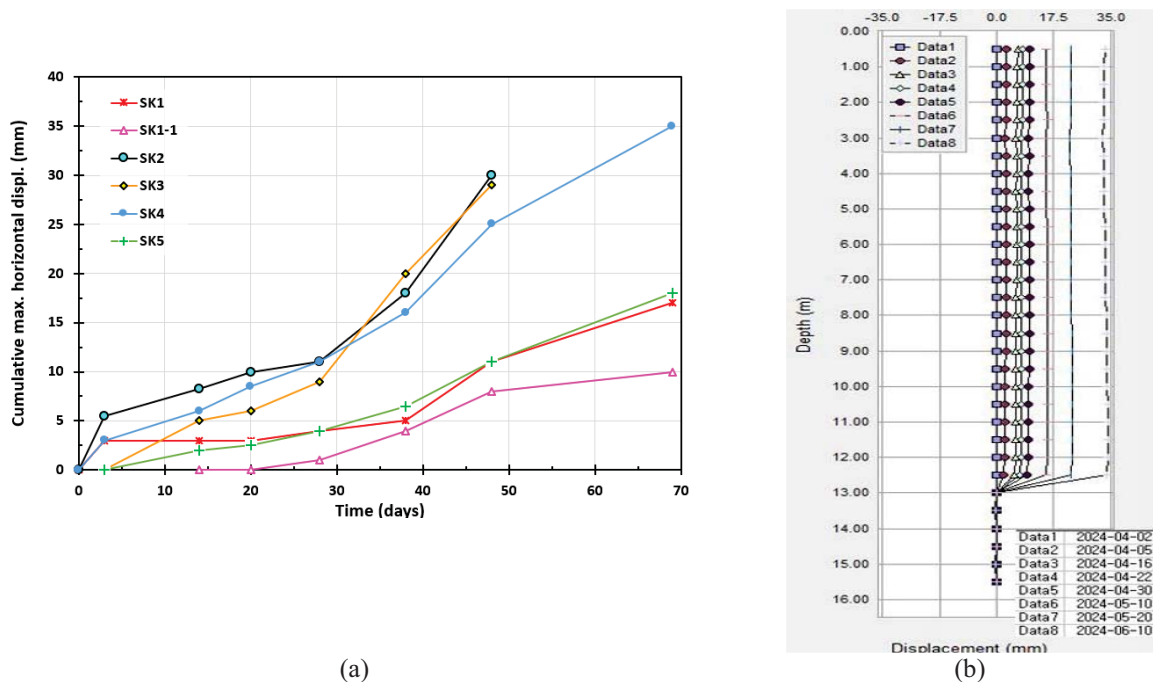 40
35
30
25
20
15
10
5
0
Cumulative max. horizontal displ. (mm)
SK1
SK1-1
SK2
SK3
SK4
SK5
0 10 20 30 40 50 60 70
Time (days)
(a)
-35.0 -17.5 0.0 17.5 35.0
0.00
1.00
2.00
3.00
4.00
5.00
6.00
7.00
8.00
9.00
10.00
11.00
12.00
13.00
14.00
15.00
16.00
Depth (m)
Data1
Data2
Data3
Data4
Data5
Data6
Data7
Data8
Data1 2024-04-02
Data2 2024-04-05
Data3 2024-04-16
Data4 2024-04-22
Data5 2024-04-30
Data6 2024-05-10
Data7 2024-05-20
Data8 2024-06-10
Displacement (mm)
(b)